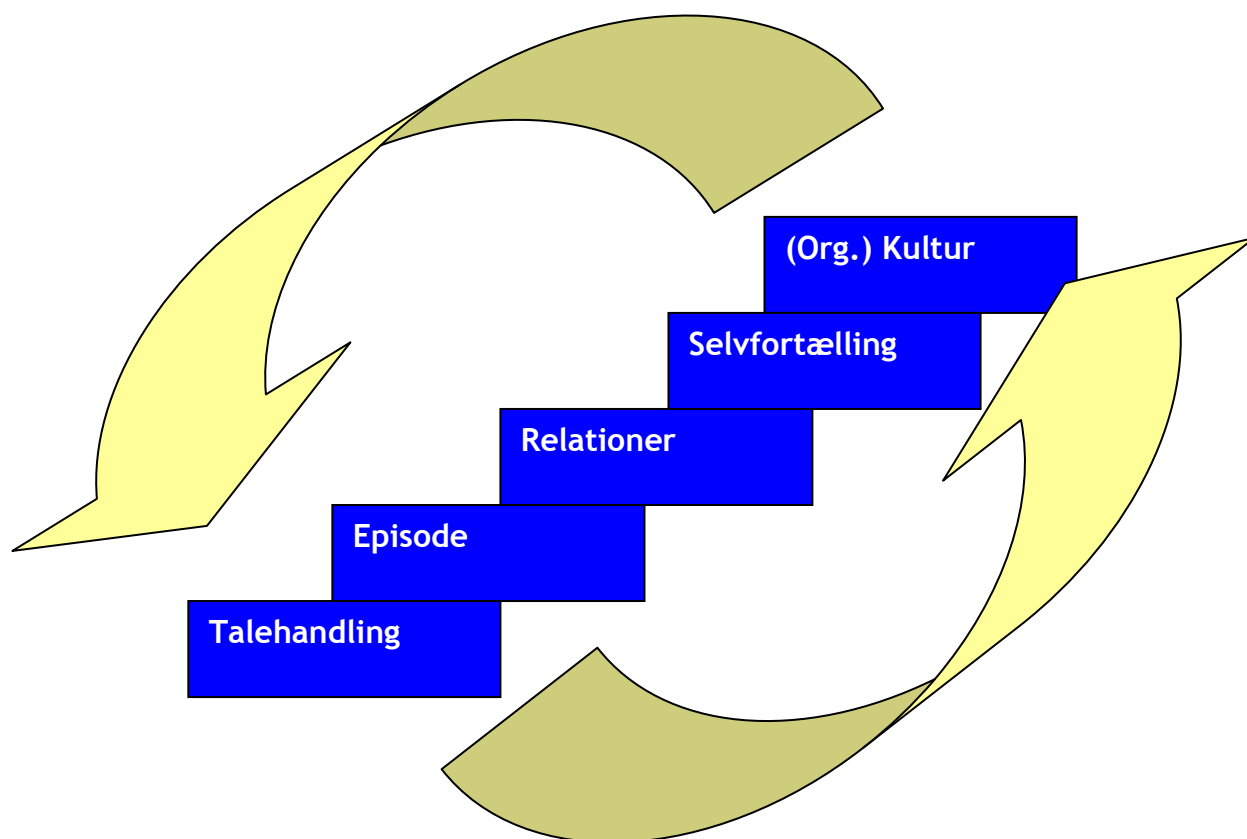 (Org.) Kultur
Selvfortælling
Relationer
Episode
Talehandling